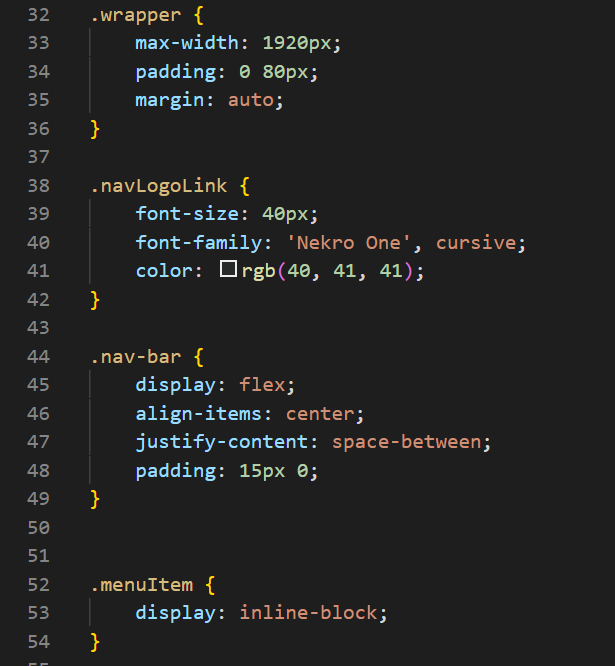 32 .wrapper {
33 max-width: 1920px;
34 padding: 0 80px;
35 margin: auto;
36 }
37
38 .navLogoLink {
39 font-size: 40px;
40 font-family: 'Nekro One', cursive;
41 color: rgb(40, 41, 41);
42 }
43
44 .nav-bar {
45 display: flex;
46 align-items: center;
47 justify-content: space-between;
48 padding: 15px 0;
49 }
50
51
52 .menuItem {
53 display: inline-block;
54 }